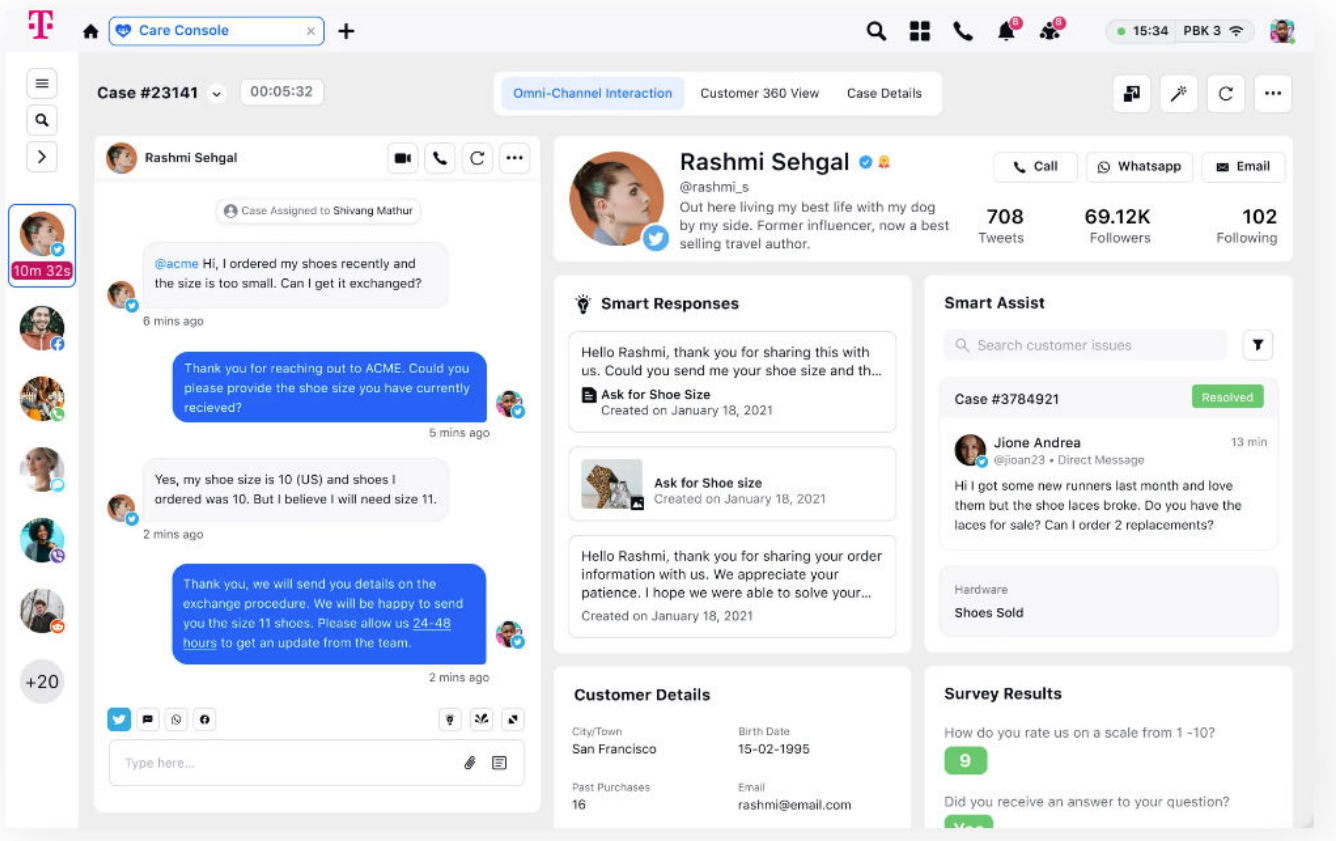 T
Care Console ×
8
8
15:34 PBK 3
Case #23141
00:05:32
Omni-Channel Interaction
Customer 360 View
Case Details
10m 32s
+20
Rashmi Sehgal
Case Assigned to Shivang Mathur
@acme Hi, I ordered my shoes recently and
the size is too small. Can I get it exchanged?
6 mins ago
Thank you for reaching out to ACME. Could you
please provide the shoe size you have currently
recieved?
5 mins ago
Yes, my shoe size is 10 (US) and shoes I
ordered was 10. But I believe I will need size 11.
2 mins ago
Thank you, we will send you details on the
exchange procedure. We will be happy to send
you the size 11 shoes. Please allow us 24-48
hours to get an update from the team.
2 mins ago
Type here...
Rashmi Sehgal
@rashmi_s
Out here living my best life with my dog
by my side. Former influencer, now a best
selling travel author.
Call
Whatsapp
Email
708
Tweets
69.12K
Followers
102
Following
Smart Responses
Hello Rashmi, thank you for sharing this with
us. Could you send me your shoe size and th...
Ask for Shoe Size
Created on January 18, 2021
Ask for Shoe size
Created on January 18, 2021
Hello Rashmi, thank you for sharing your order
information with us. We appreciate your
patience. I hope we were able to solve your...
Created on January 18, 2021
Smart Assist
Search customer issues
Case #3784921
Resolved
Jione Andrea
13 min
@jioan23 • Direct Message
Hi I got some new runners last month and love
them but the shoe laces broke. Do you have the
laces for sale? Can I order 2 replacements?
Hardware
Shoes Sold
Customer Details
City/Town
San Francisco
Birth Date
15-02-1995
Past Purchases
16
Email
rashmi@email.com
Survey Results
How do you rate us on a scale from 1 -10?
9
Did you receive an answer to your question?
Yes